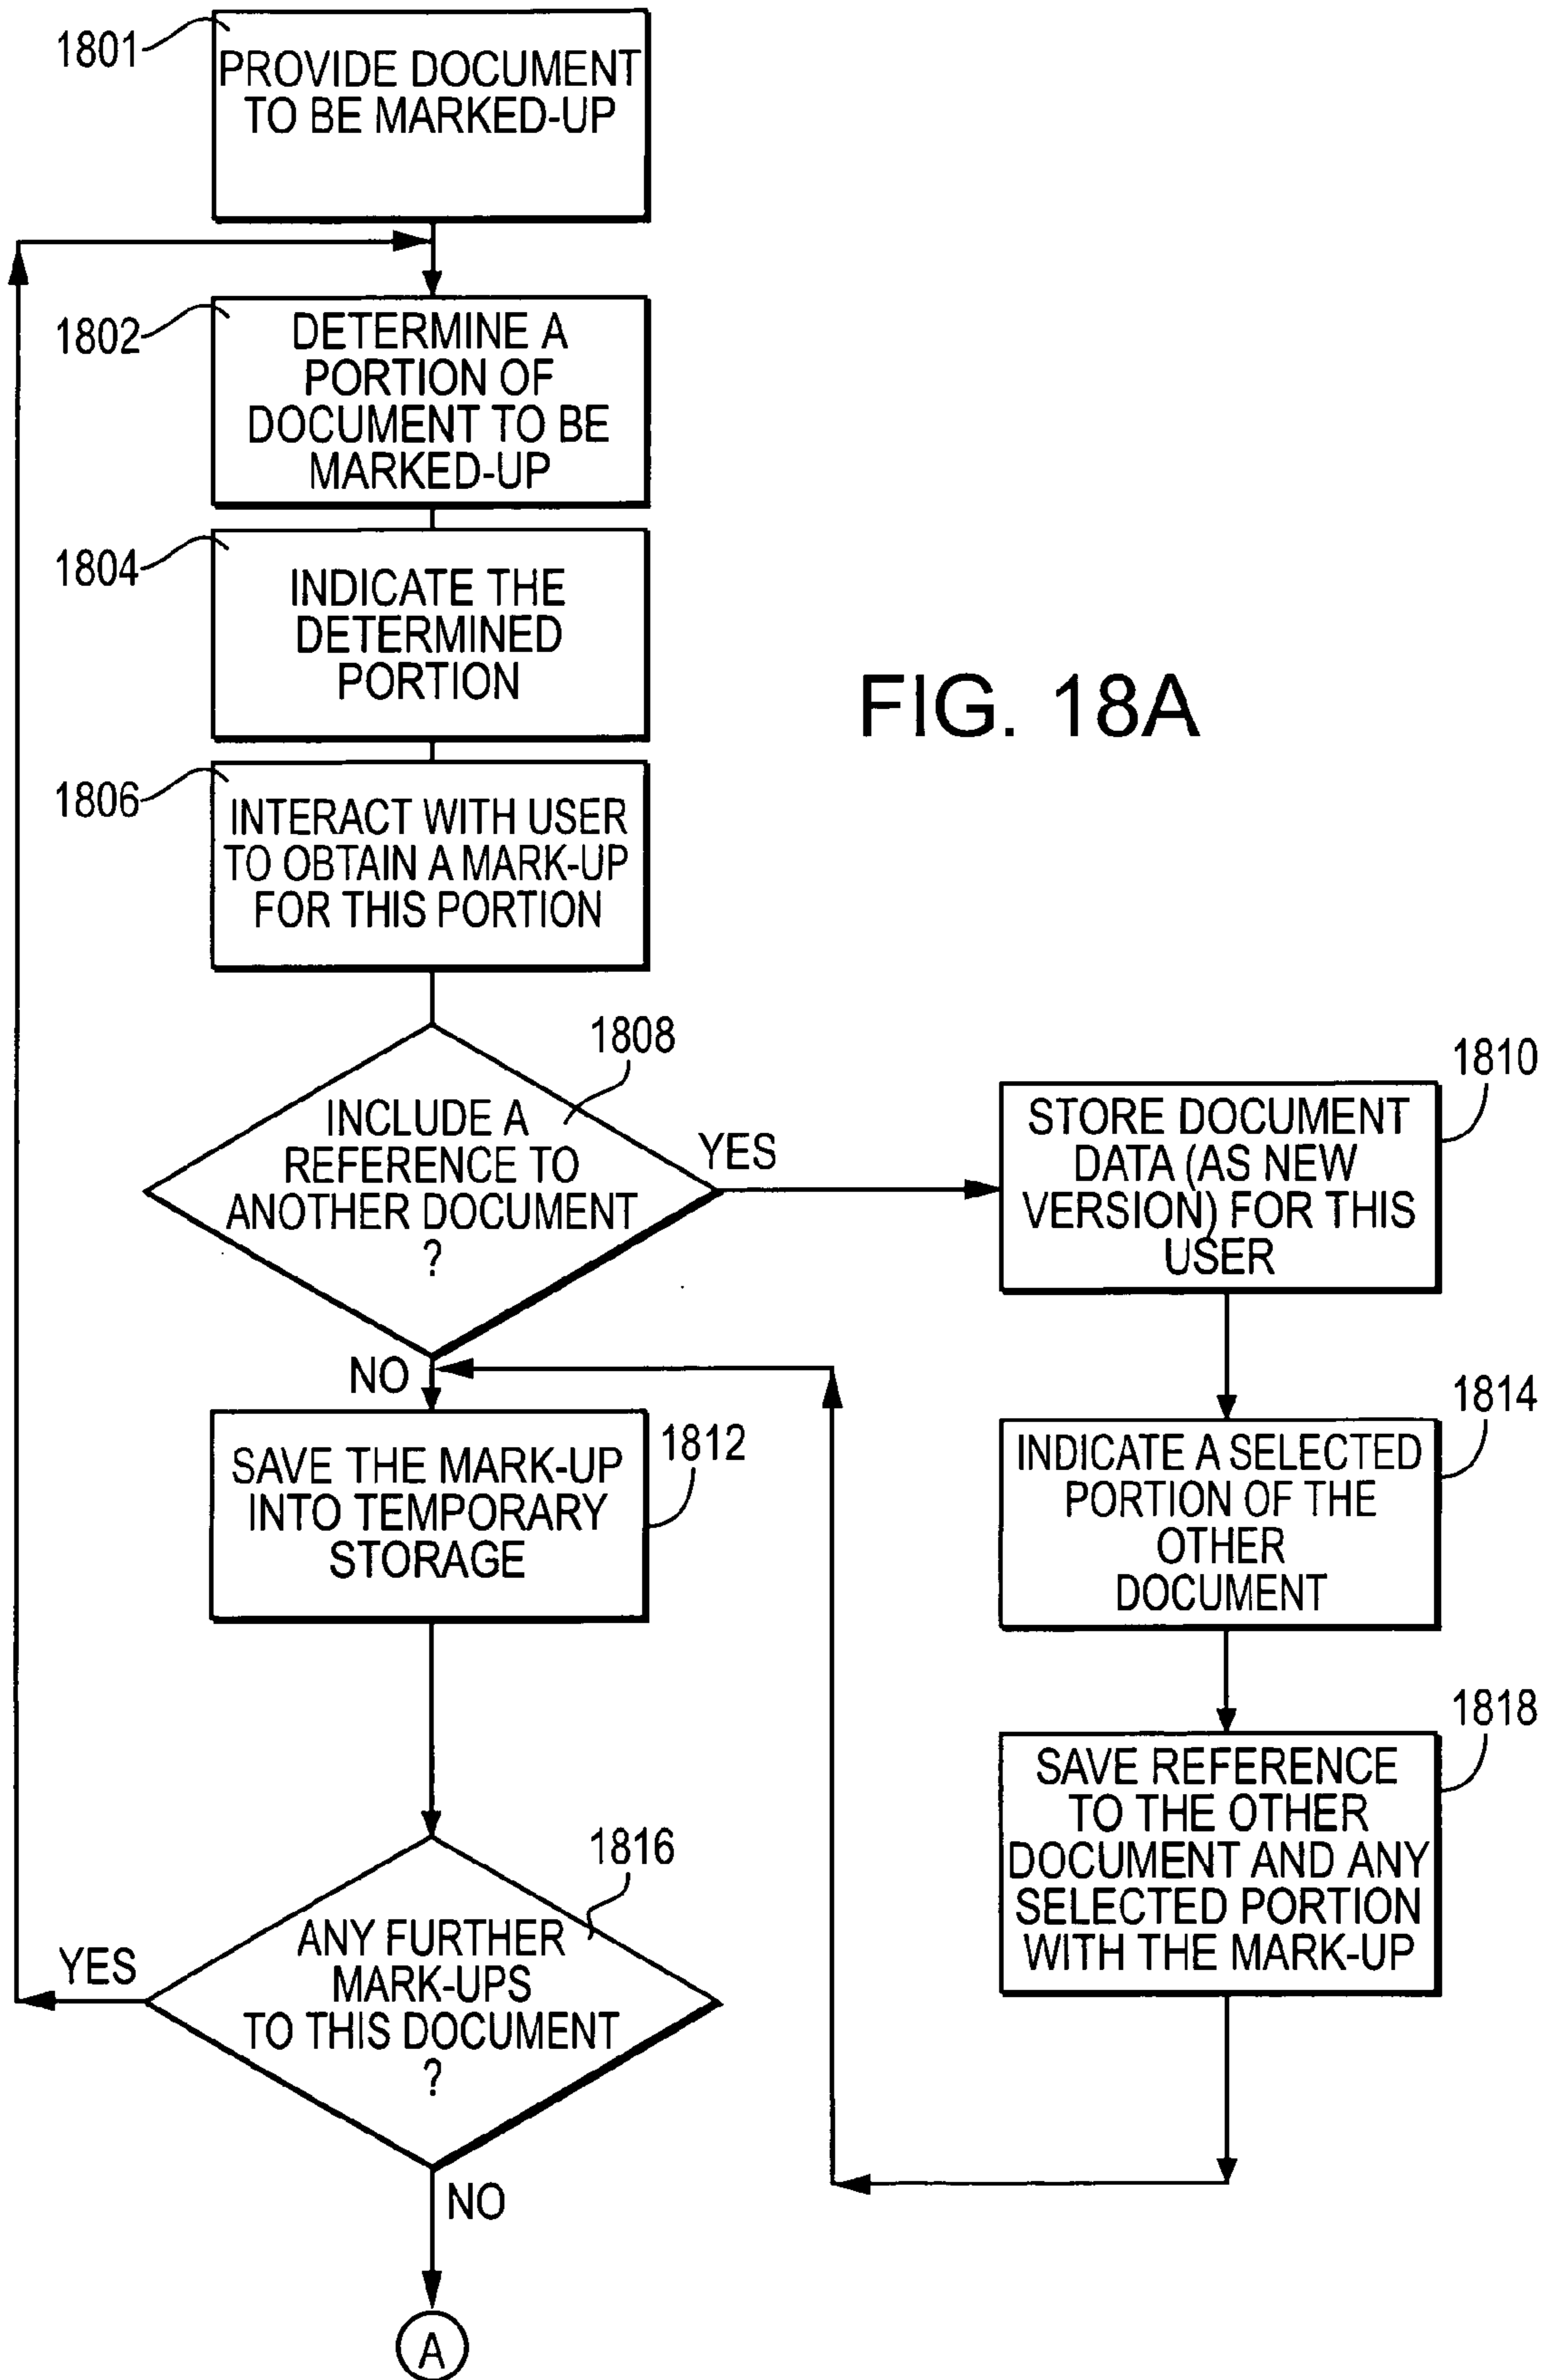 1801
PROVIDE DOCUMENT
TO BE MARKED-UP
1802
DETERMINE A
PORTION OF
DOCUMENT TO BE
MARKED-UP
1804
INDICATE THE
DETERMINED
PORTION
FIG. 18A
1806
INTERACT WITH USER
TO OBTAIN A MARK-UP
FOR THIS PORTION
1808
INCLUDE A
REFERENCE TO
ANOTHER DOCUMENT
?
YES
NO
1810
STORE DOCUMENT
DATA (AS NEW
VERSION) FOR THIS
USER
1812
SAVE THE MARK-UP
INTO TEMPORARY
STORAGE
1814
INDICATE A SELECTED
PORTION OF THE
OTHER
DOCUMENT
1816
ANY FURTHER
MARK-UPS
TO THIS DOCUMENT
?
YES
NO
1818
SAVE REFERENCE
TO THE OTHER
DOCUMENT AND ANY
SELECTED PORTION
WITH THE MARK-UP
A